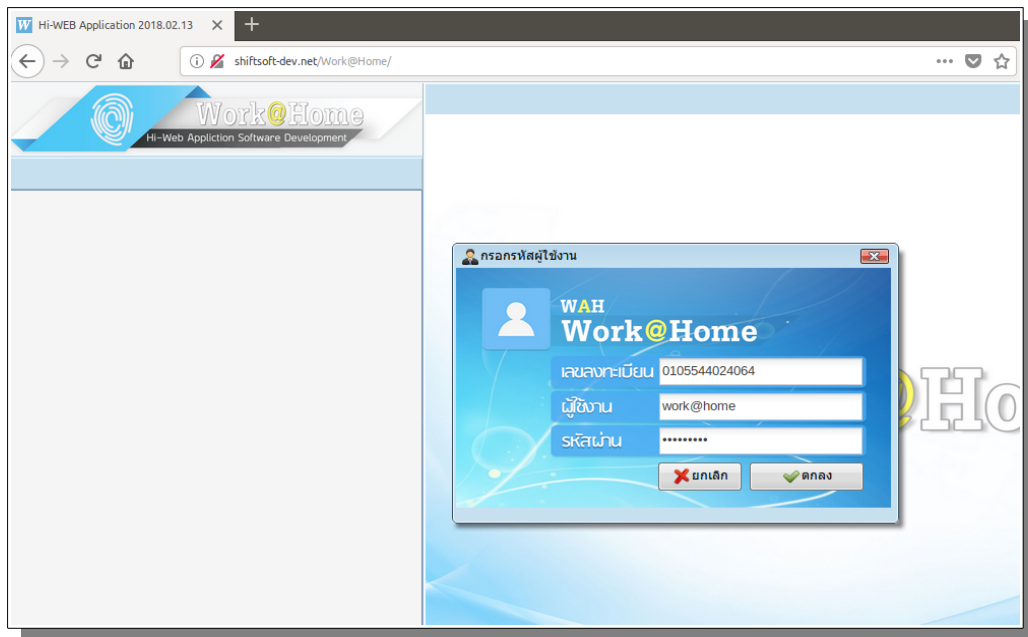 Hi-WEB Application 2018.02.13
shiftsoft-dev.net/Work@Home/
Work@Home
Hi-Web Appliction Software Development
กรอกรหัสผู้ใช้งาน
WAH
Work@Home
เลขลงทะเบียน 0105544024064
ผู้ใช้งาน work@home
รหัสผ่าน •••••••••
ยกเลิก ตกลง
@Ho